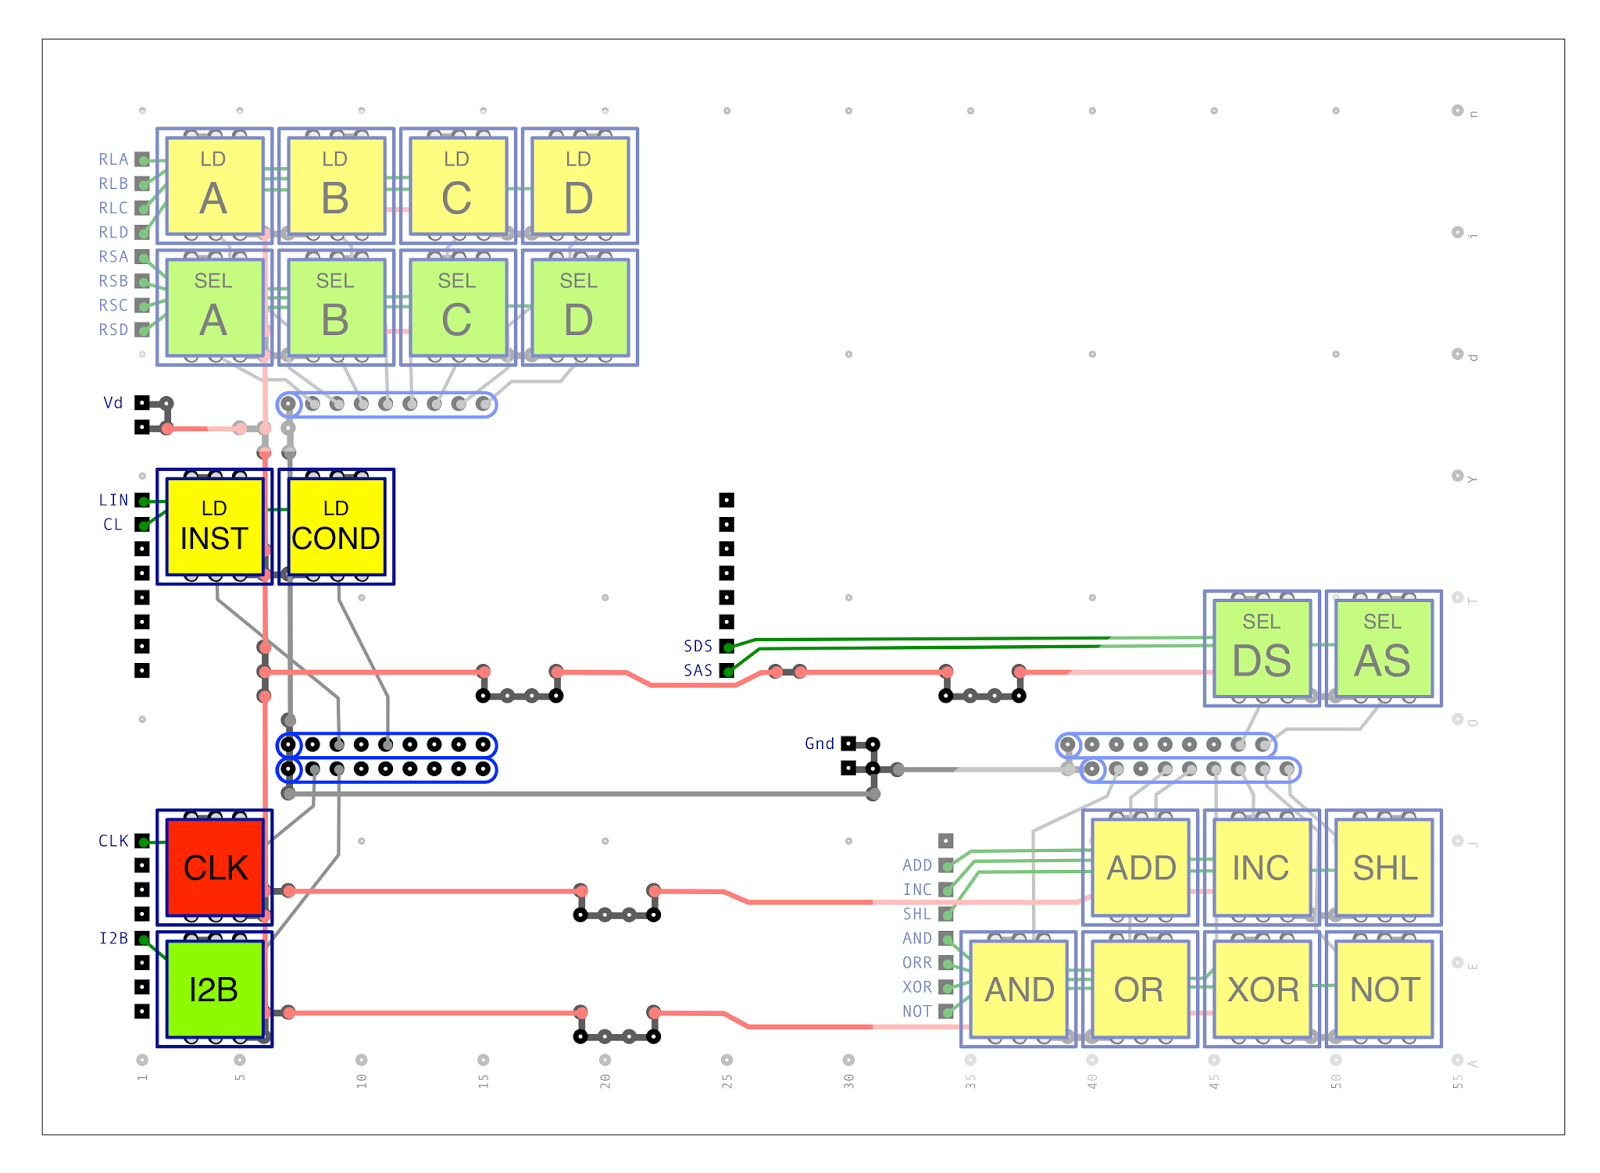 n
RLA
RLB
RLC
RLD
LD
A
LD
B
LD
C
LD
D
i
RSA
RSB
RSC
RSD
SEL
A
SEL
B
SEL
C
SEL
D
d
Vd
Y
LIN
CL
LD
INST
LD
COND
SDS
SAS
SEL
DS
SEL
AS
T
O
Gnd
CLK
CLK
ADD
INC
SHL
ADD
INC
SHL
J
I2B
I2B
AND
ORR
XOR
NOT
AND
OR
XOR
NOT
E
A
1 5 10 15 20 25 30 35 40 45 50 55